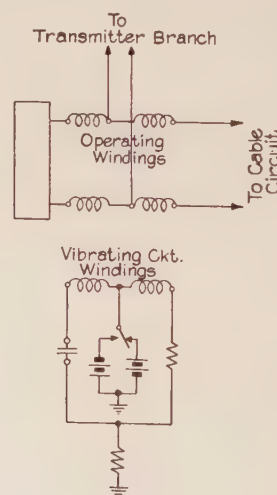 To
Transmitter Branch
Operating
Windings
To Cable
Circuit
Vibrating Ckt.
Windings